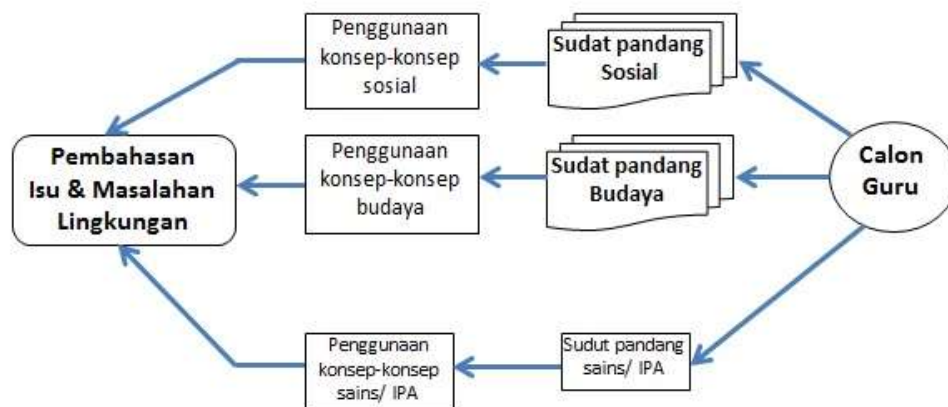 Penggunaan
konsep-konsep
sosial
Sudat pandang
Sosial
Pembahasan
Isu & Masalahan
Lingkungan
Penggunaan
konsep-konsep
budaya
Sudat pandang
Budaya
Calon
Guru
Penggunaan
konsep-konsep
sains/ IPA
Sudut pandang
sains/ IPA